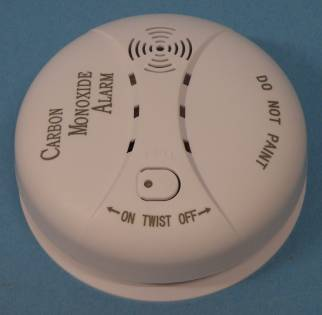 CARBON
MONOXIDE
ALARM
DO NOT PAINT
←ON TWIST OFF→